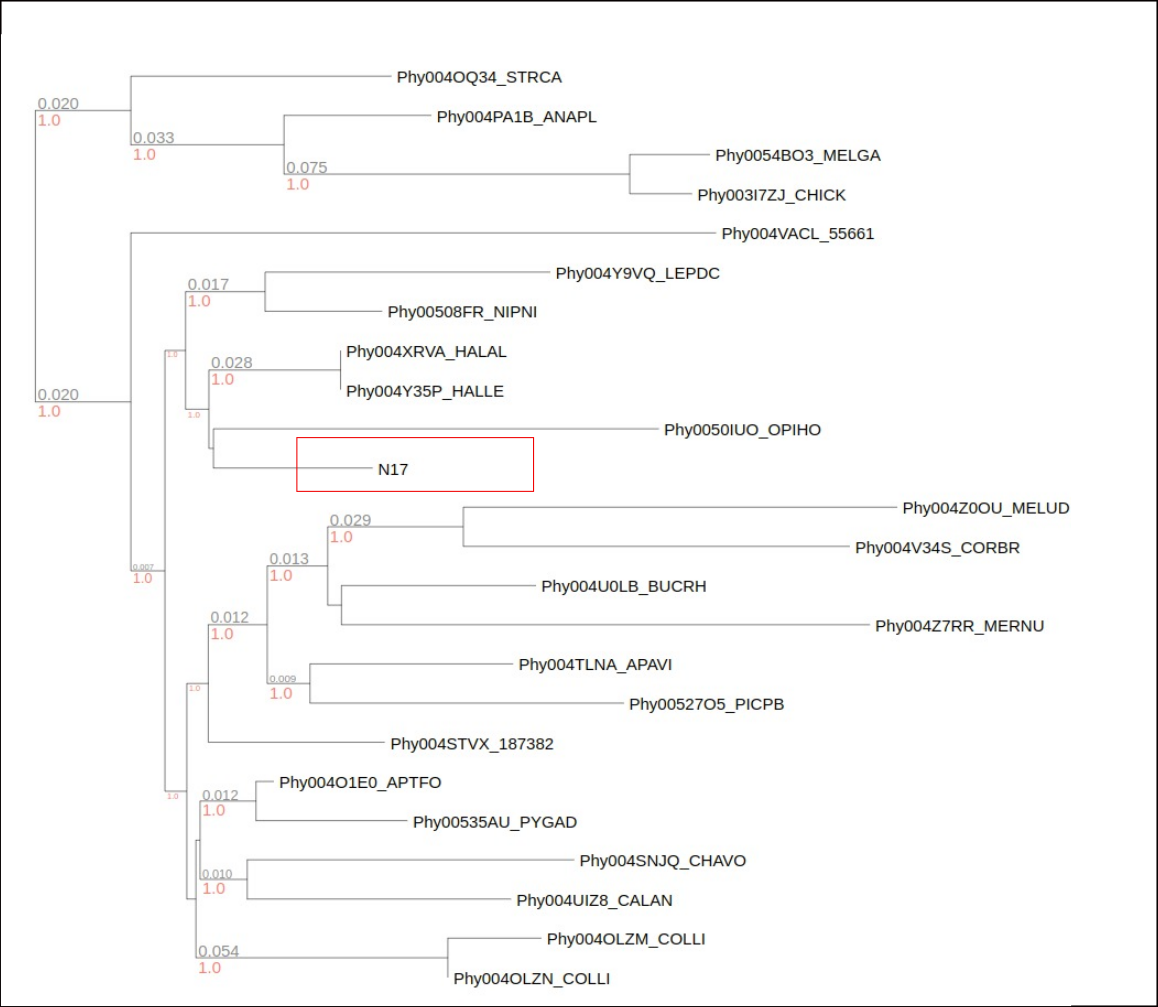 Phy004OQ34_STRCA
0.020
1.0
Phy004PA1B_ANAPL
0.033
1.0
Phy0054BO3_MELGA
0.075
1.0
Phy003I7ZJ_CHICK
Phy004VACL_55661
Phy004Y9VQ_LEPDC
0.017
1.0
Phy00508FR_NIPNI
1.0
Phy004XRVA_HALAL
0.028
1.0
Phy004Y35P_HALLE
0.020
1.0
1.0
Phy0050IUO_OPIHO
N17
Phy004Z0OU_MELUD
0.029
1.0
Phy004V34S_CORBR
0.013
1.0
0.007
1.0
Phy004U0LB_BUCRH
0.012
1.0
Phy004Z7RR_MERNU
Phy004TLNA_APAVI
0.009
1.0
1.0
Phy00527O5_PICPB
Phy004STVX_187382
Phy004O1E0_APTFO
1.0
0.012
1.0
Phy00535AU_PYGAD
Phy004SNJQ_CHAVO
0.010
1.0
Phy004UIZ8_CALAN
Phy004OLZM_COLLI
0.054
1.0
Phy004OLZN_COLLI